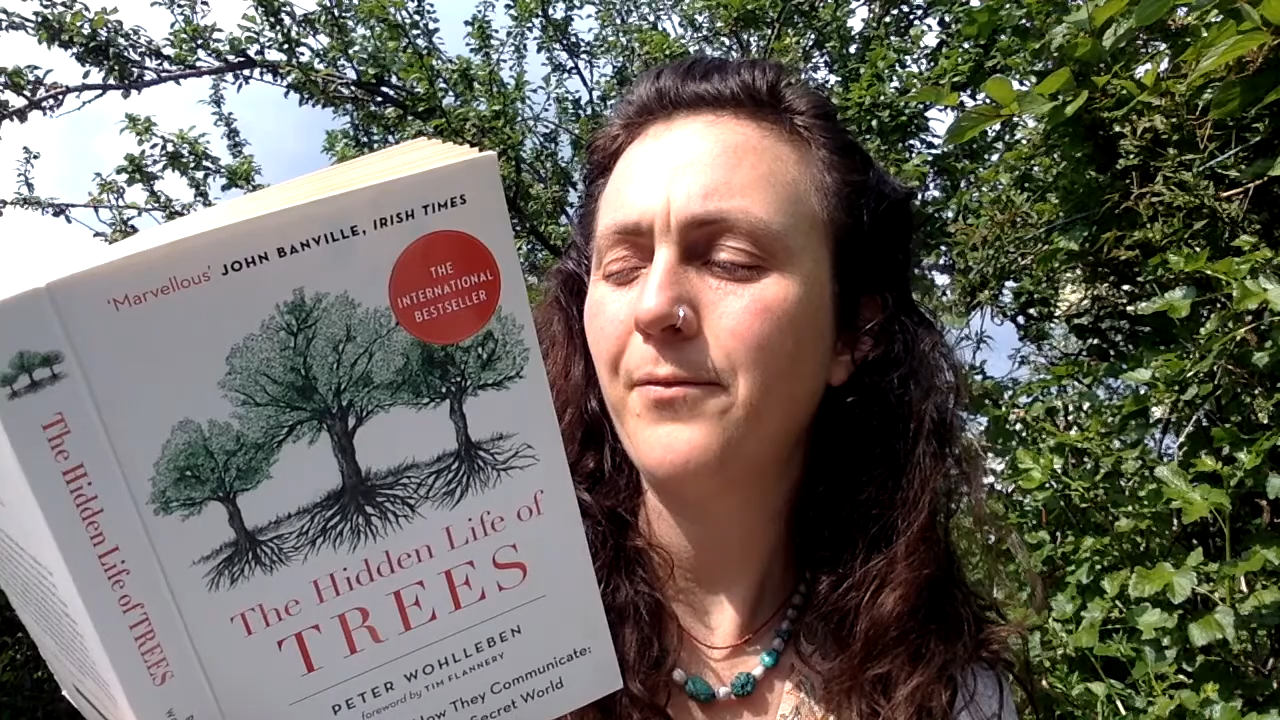 'Marvellous' JOHN BANVILLE, IRISH TIMES
THE
INTERNATIONAL
BESTSELLER
The Hidden Life of
TREES
PETER WOHLLEBEN
foreword by TIM FLANNERY
How They Communicate:
Secret World
The Hidden Life of TREES